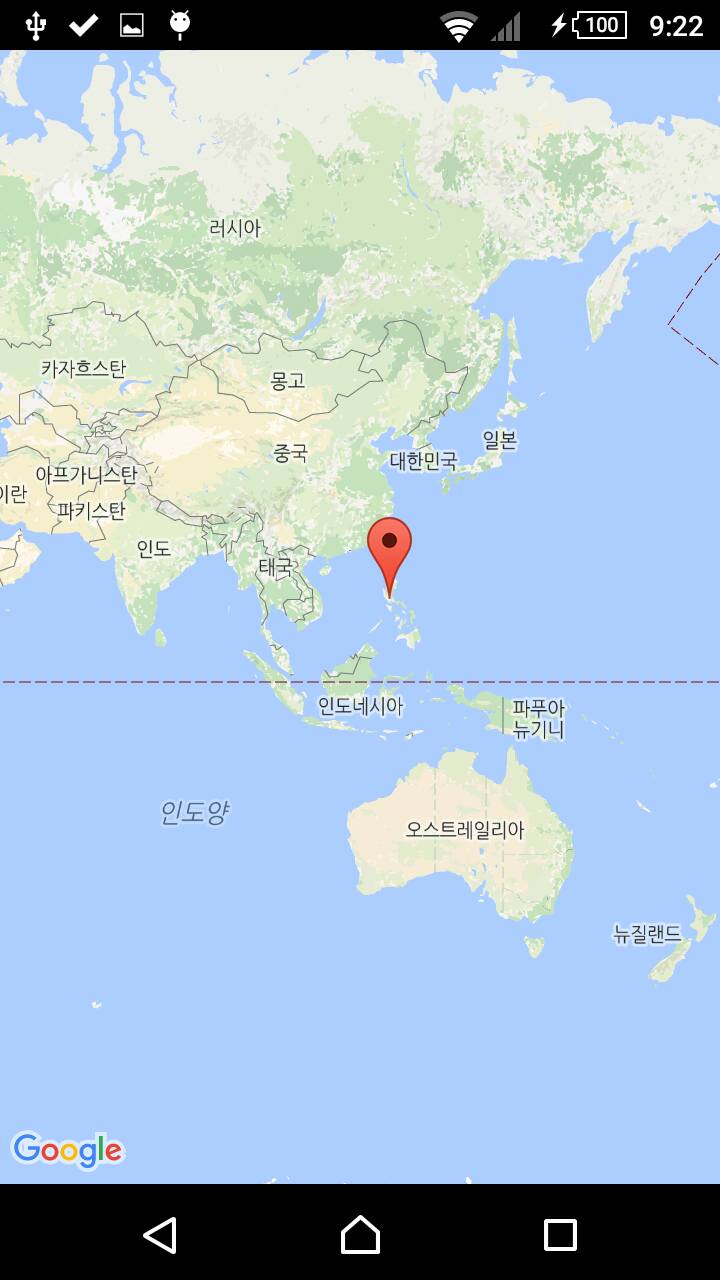 100 9:22
러시아
카자흐스탄
몽고
일본
중국
대한민국
아프가니스탄
이란
파키스탄
인도
태국
인도네시아
파푸아
뉴기니
인도양
오스트레일리아
뉴질랜드
Google